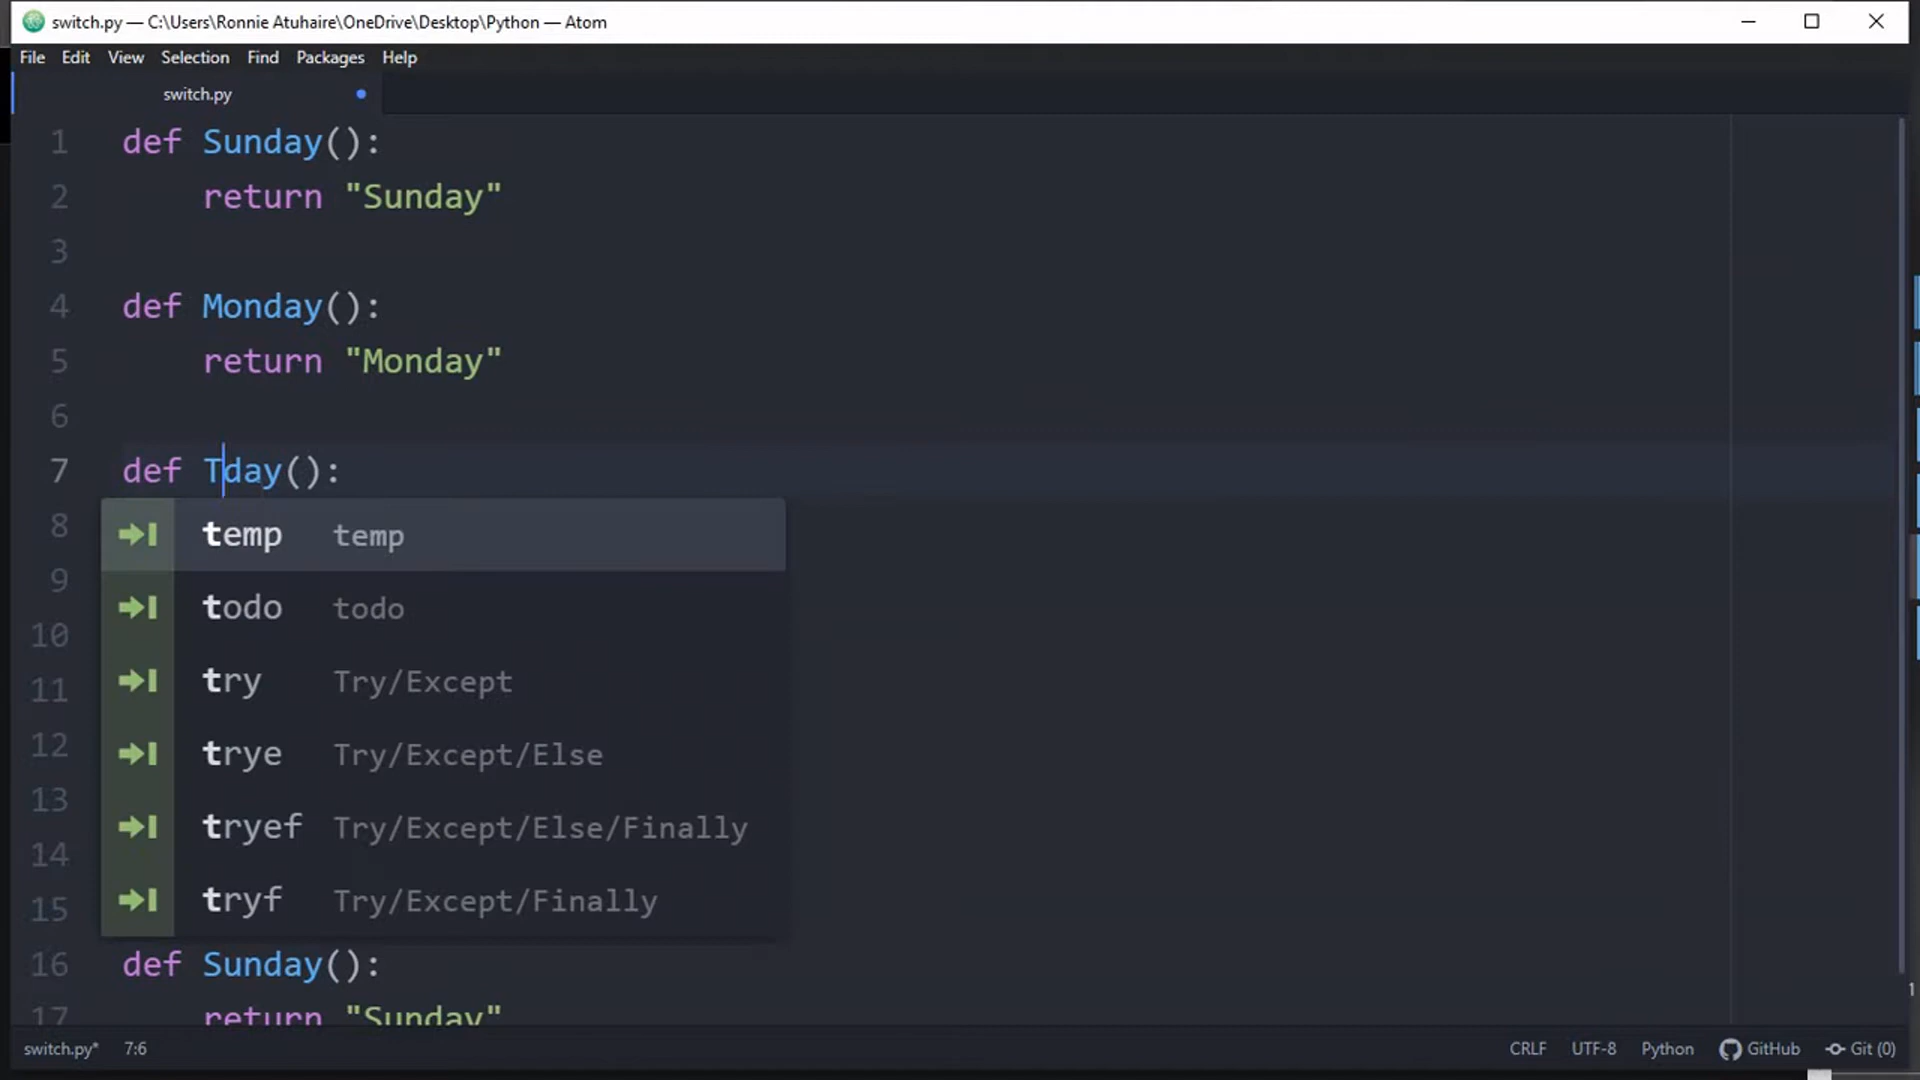 switch.py — C:\Users\Ronnie Atuhaire\OneDrive\Desktop\Python — Atom
File Edit View Selection Find Packages Help
switch.py
1 def Sunday():
2 return "Sunday"
3
4 def Monday():
5 return "Monday"
6
7 def Tday():
8
temp temp
9
todo todo
10
11 try Try/Except
12 trye Try/Except/Else
13
tryef Try/Except/Else/Finally
14
15 tryf Try/Except/Finally
16 def Sunday():
17 return "Sunday"
switch.py* 7:6 CRLF UTF-8 Python GitHub Git (0)